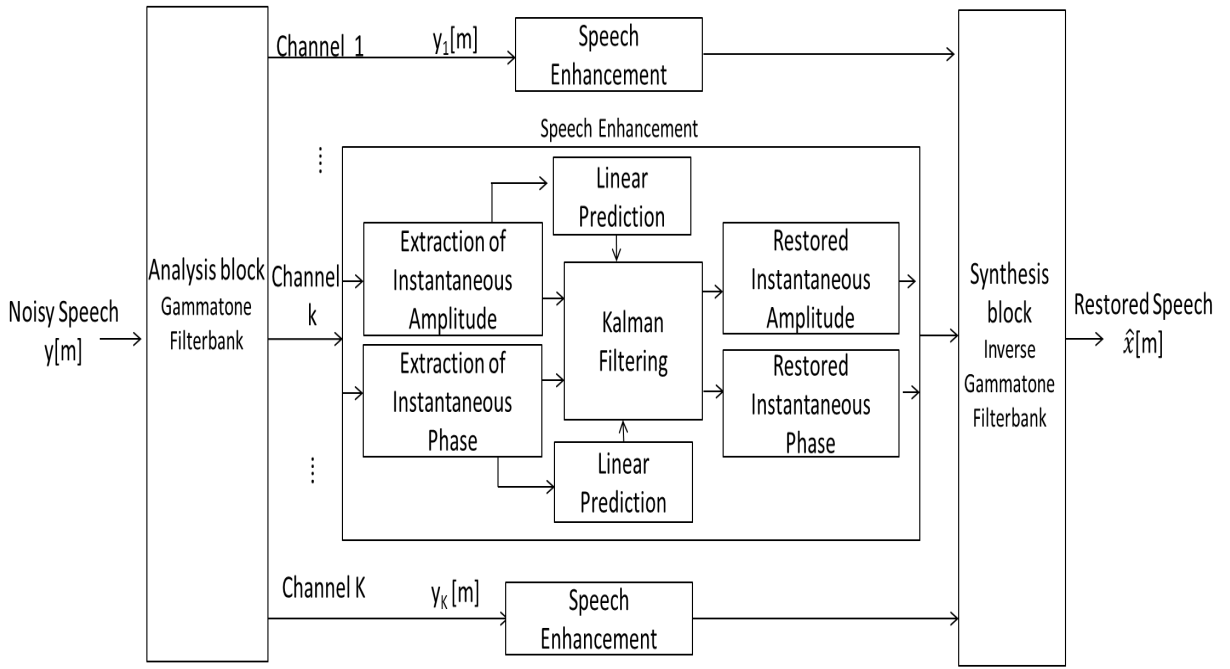 Noisy Speech
y[m]
Analysis block
Gammatone
Filterbank
Channel 1
y₁[m]
Speech
Enhancement
Speech Enhancement
Channel
k
Extraction of
Instantaneous
Amplitude
Extraction of
Instantaneous
Phase
Linear
Prediction
Kalman
Filtering
Linear
Prediction
Restored
Instantaneous
Amplitude
Restored
Instantaneous
Phase
Channel K
y_K[m]
Speech
Enhancement
Synthesis
block
Inverse
Gammatone
Filterbank
Restored Speech
x̂[m]